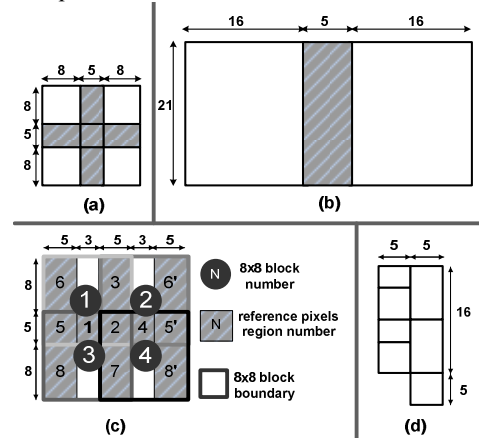 16 5 16
8 5 8
8
5
8
21
(a)
(b)
5 3 5 3 5
8
5
8
6 3 6'
1 2
5 1 2 4 5'
3 4
8 7 8'
N 8x8 block
number
N reference pixels
region number
8x8 block
boundary
(c)
5 5
16
5
(d)